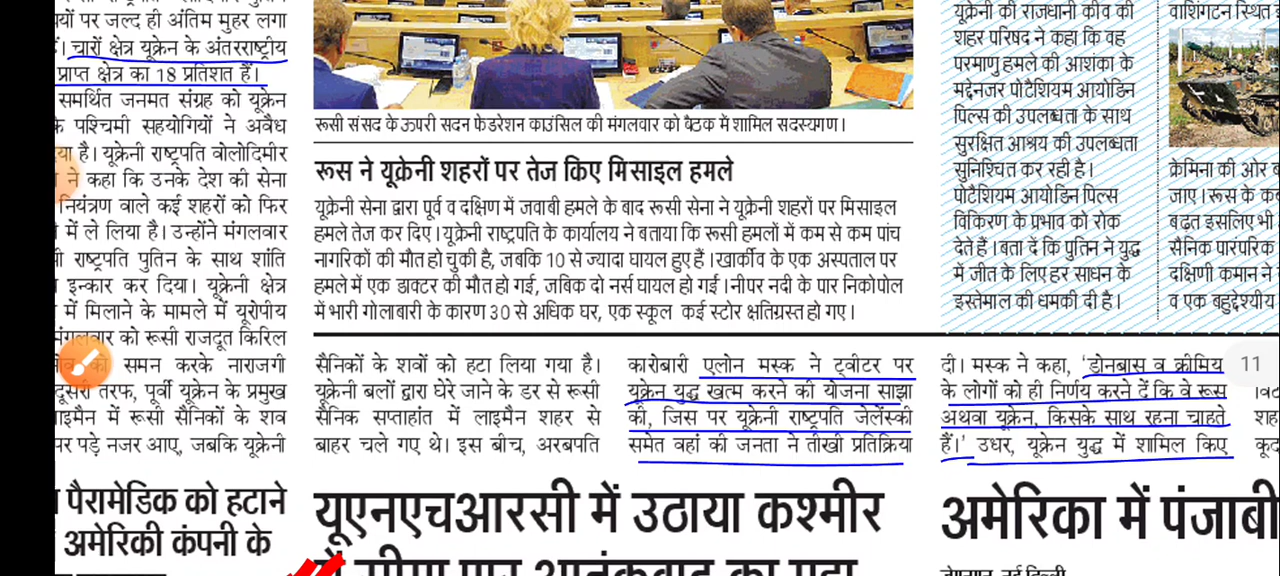 यों पर जल्द ही अंतिम मुहर लगा
चारों क्षेत्र यूक्रेन के अंतरराष्ट्रीय
प्राप्त क्षेत्र का 18 प्रतिशत हैं।
समर्थित जनमत संग्रह को यूक्रेन
के पश्चिमी सहयोगियों ने अवैध
या है। यूक्रेनी राष्ट्रपति वोलोदिमीर
ने कहा कि उनके देश की सेना
नियंत्रण वाले कई शहरों को फिर
में ले लिया है। उन्होंने मंगलवार
राष्ट्रपति पुतिन के साथ शांति
इन्कार कर दिया। यूक्रेनी क्षेत्र
में मिलाने के मामले में यूरोपीय
मंगलवार को रूसी राजदूत किरिल
समन करके नाराजगी
दूसरी तरफ, पूर्वी यूक्रेन के प्रमुख
लाइमैन में रूसी सैनिकों के शव
पर पड़े नजर आए, जबकि यूक्रेनी
रूसी संसद के ऊपरी सदन फेडरेशन काउंसिल की मंगलवार को बैठक में शामिल सदस्यगण।
रूस ने यूक्रेनी शहरों पर तेज किए मिसाइल हमले
यूक्रेनी सेना द्वारा पूर्व व दक्षिण में जवाबी हमले के बाद रूसी सेना ने यूक्रेनी शहरों पर मिसाइल
हमले तेज कर दिए। यूक्रेनी राष्ट्रपति के कार्यालय ने बताया कि रूसी हमलों में कम से कम पांच
नागरिकों की मौत हो चुकी है, जबकि 10 से ज्यादा घायल हुए हैं। खार्कीव के एक अस्पताल पर
हमले में एक डाक्टर की मौत हो गई, जबिक दो नर्स घायल हो गईं। नीपर नदी के पार निकोपोल
में भारी गोलाबारी के कारण 30 से अधिक घर, एक स्कूल कई स्टोर क्षतिग्रस्त हो गए।
सैनिकों के शवों को हटा लिया गया है।
यूक्रेनी बलों द्वारा घेरे जाने के डर से रूसी
सैनिक सप्ताहांत में लाइमैन शहर से
बाहर चले गए थे। इस बीच, अरबपति
कारोबारी एलोन मस्क ने ट्वीटर पर
यूक्रेन युद्ध खत्म करने की योजना साझा
की, जिस पर यूक्रेनी राष्ट्रपति जेलेंस्की
समेत वहां की जनता ने तीखी प्रतिक्रिया
दी। मस्क ने कहा, 'डोनबास व क्रीमिय
के लोगों को ही निर्णय करने दें कि वे रूस
अथवा यूक्रेन, किसके साथ रहना चाहते
हैं।' उधर, यूक्रेन युद्ध में शामिल किए
यूक्रेनी की राजधानी कीव की
शहर परिषद ने कहा कि वह
परमाणु हमले की आशंका के
मद्देनजर पोटैशियम आयोडिन
पिल्स की उपलब्धता के साथ
सुरक्षित आश्रय की उपलब्धता
सुनिश्चित कर रही है।
पोटैशियम आयोडिन पिल्स
विकिरण के प्रभाव को रोक
देते हैं। बता दें कि पुतिन ने युद्ध
में जीत के लिए हर साधन के
इस्तेमाल की धमकी दी है।
वाशिंगटन स्थित
क्रेमिना की ओर
जाए। रूस के
बढ़त इसलिए भी
सैनिक पारंपरिक
दक्षिणी कमान ने
व एक बहुद्देश्यीय
11
पैरामेडिक को हटाने
अमेरिकी कंपनी के
यूएनएचआरसी में उठाया कश्मीर
में सीमा पार आतंकवाद का मुद्दा
अमेरिका में पंजाबी